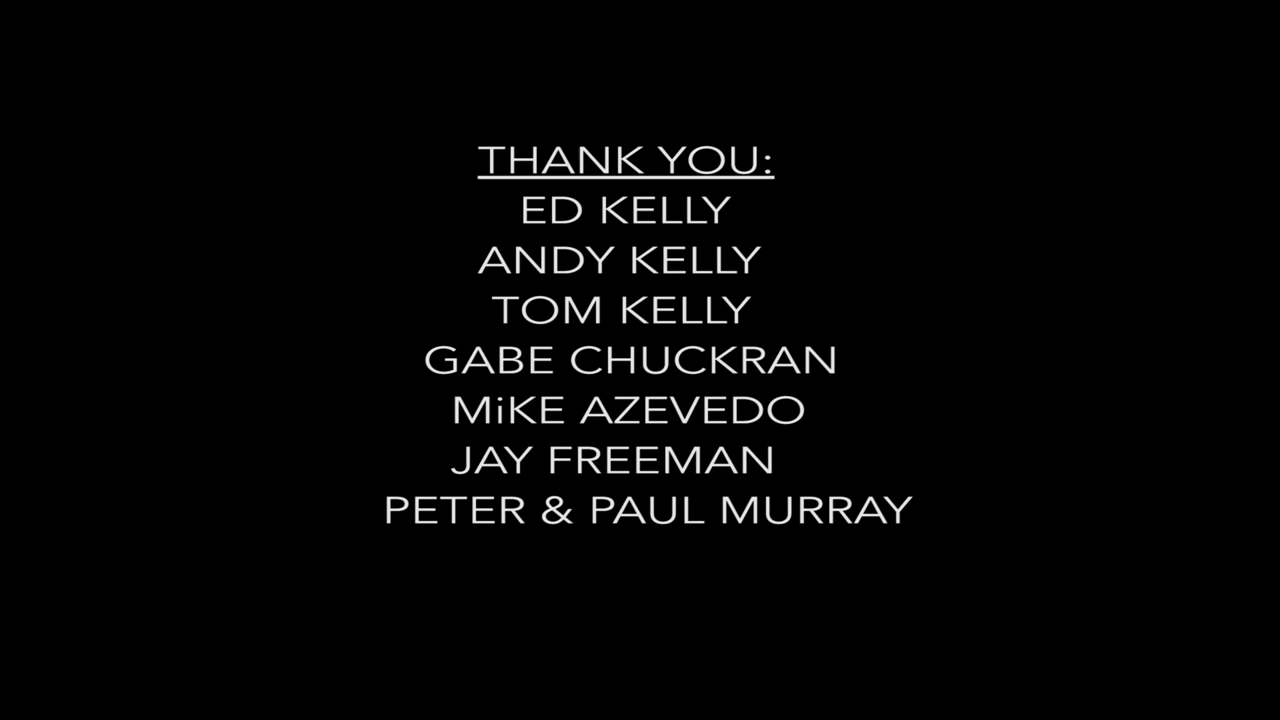 THANK YOU:
ED KELLY
ANDY KELLY
TOM KELLY
GABE CHUCKRAN
MiKE AZEVEDO
JAY FREEMAN
PETER & PAUL MURRAY